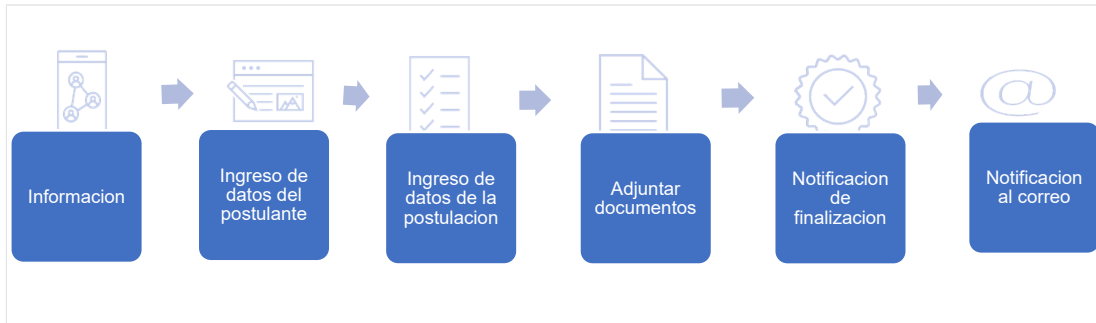 Informacion
Ingreso de
datos del
postulante
Ingreso de
datos de la
postulacion
Adjuntar
documentos
Notificacion
de
finalizacion
@
Notificacion
al correo